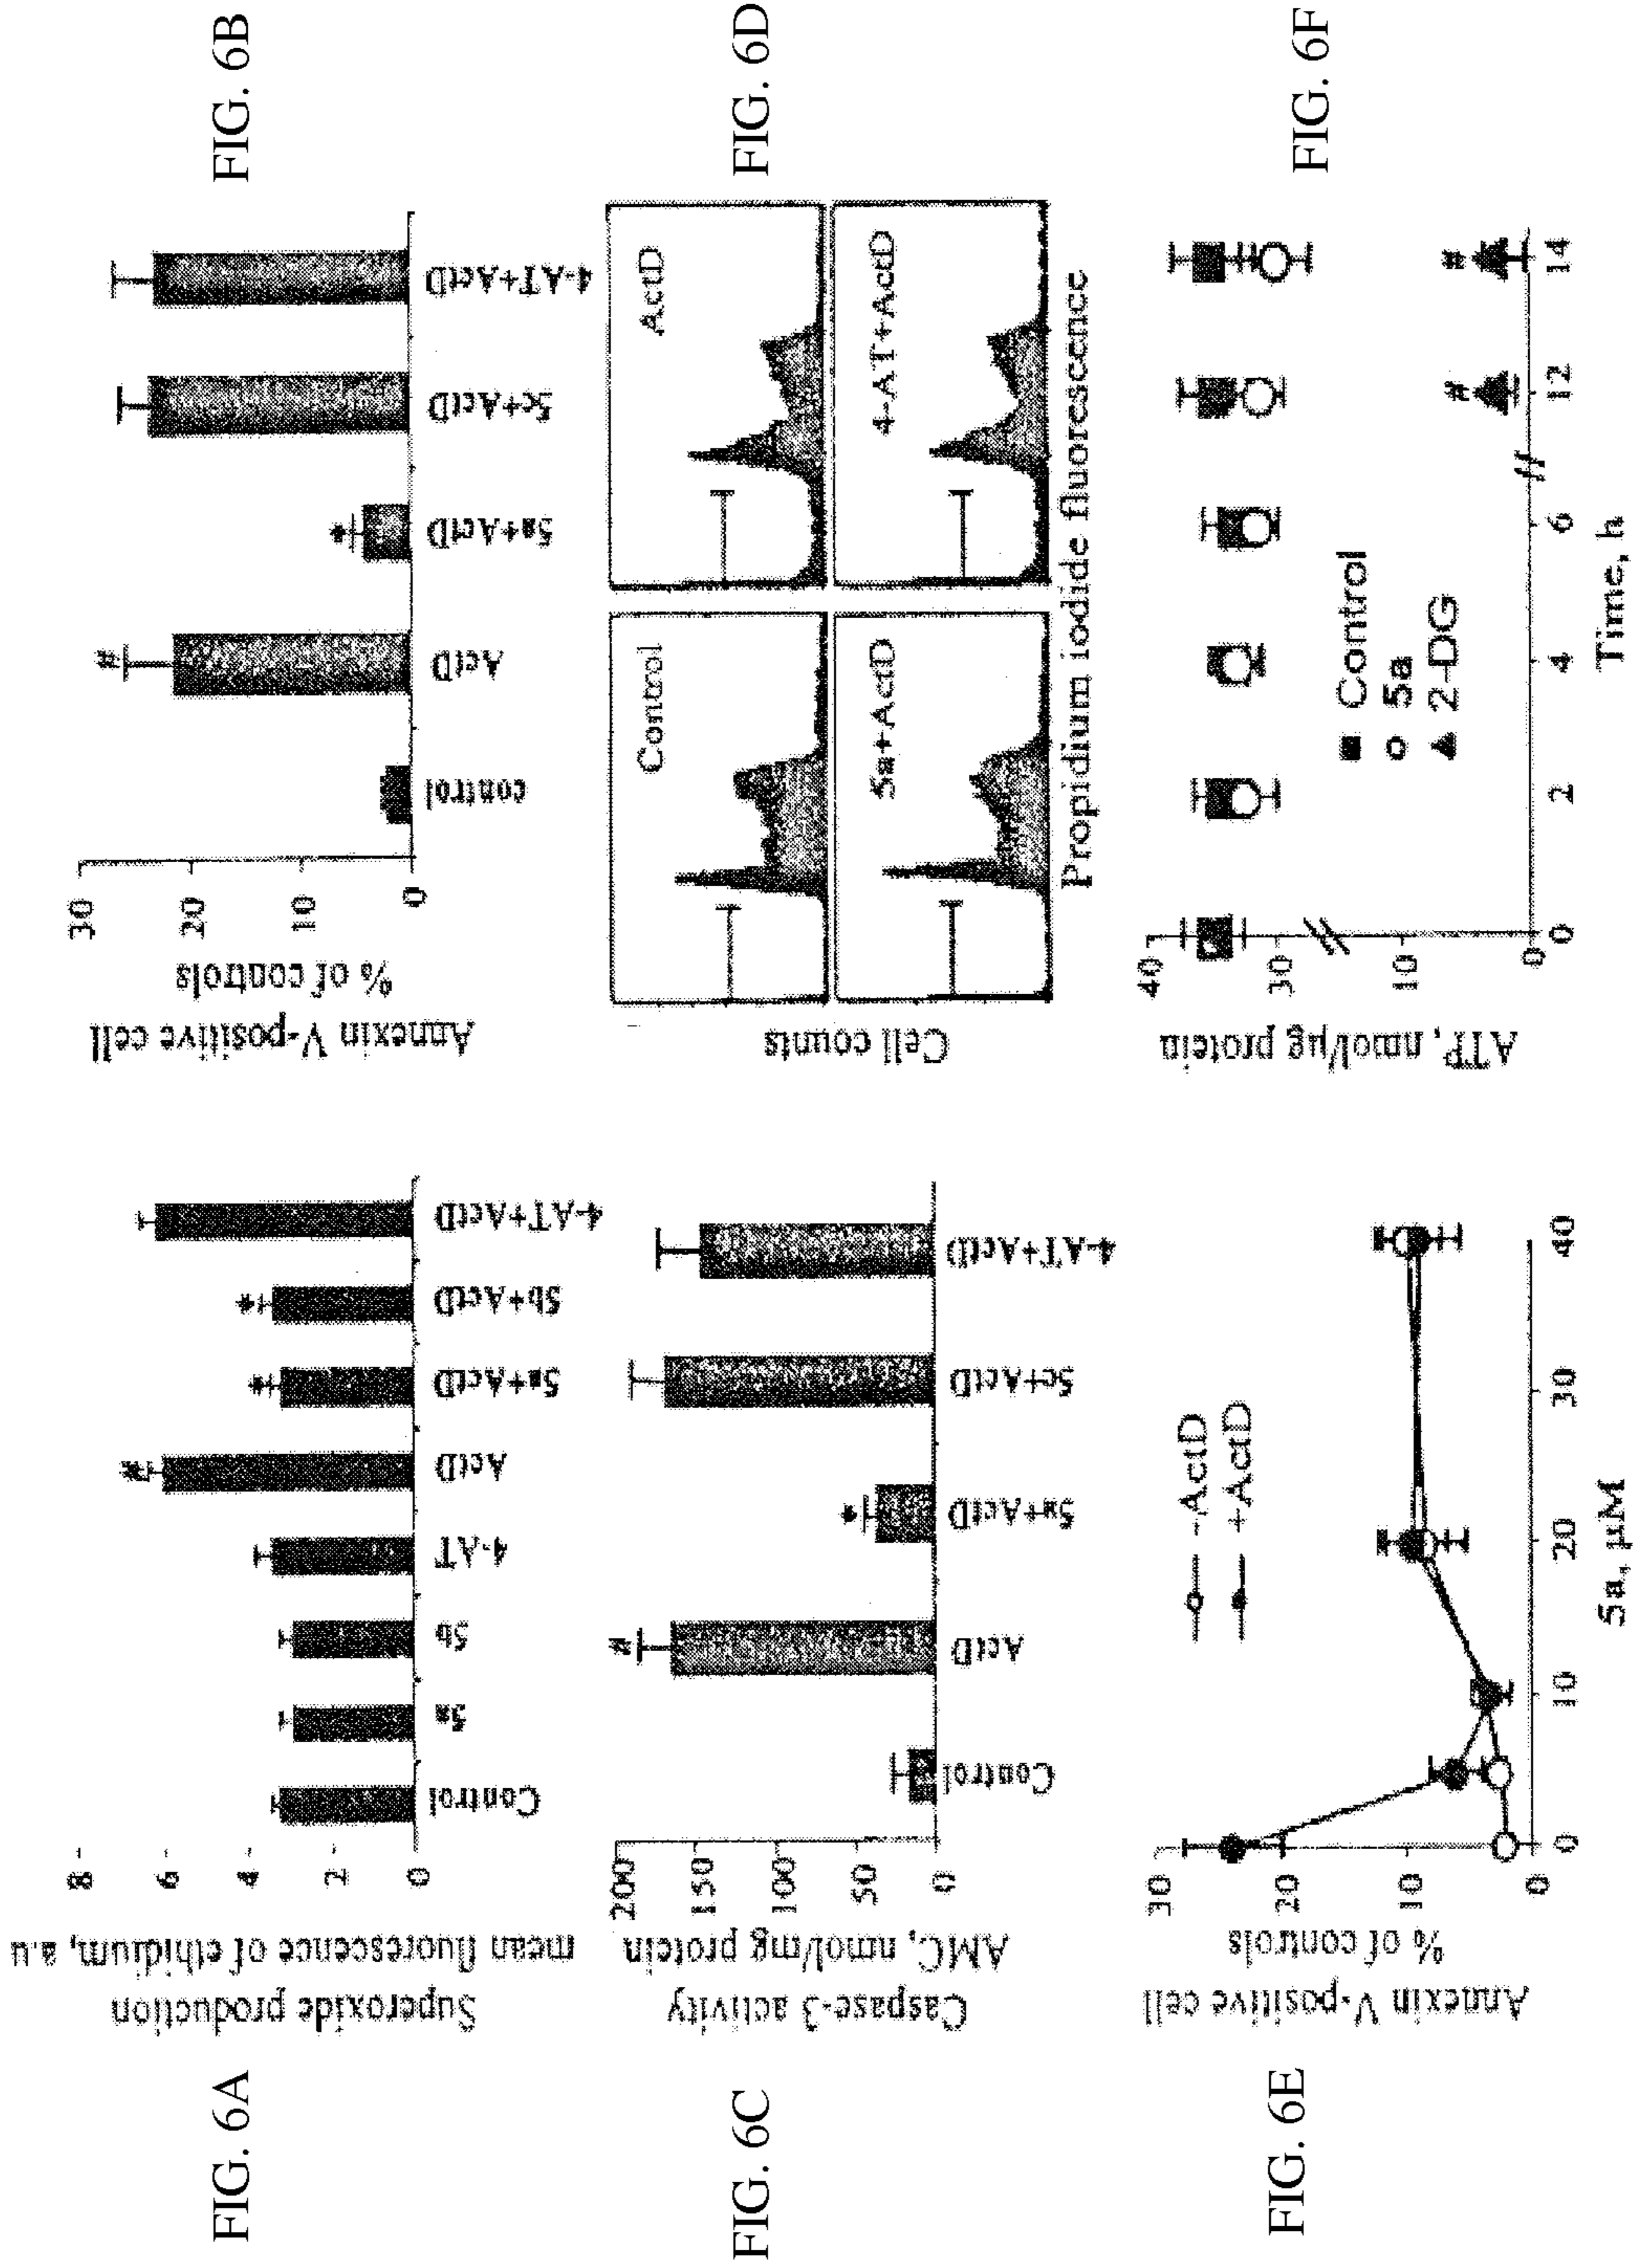 FIG. 6A
Superoxide production
mean fluorescence of ethidium, a.u
8
6
4
2
0
Control
5a
5b
4-AT
ActD
#
5a+ActD
*
5b+ActD
*
4-AT+ActD
FIG. 6B
Annexin V-positive cell
% of controls
30
20
10
0
control
ActD
#
5a+ActD
*
5c+ActD
4-AT+ActD
FIG. 6C
Caspase-3 activity
AMC, nmol/mg protein
200
150
100
50
0
Control
ActD
#
5a+ActD
*
5c+ActD
4-AT+ActD
FIG. 6D
Cell counts
Control
ActD
5a+ActD
4-AT+ActD
Propidium iodide fluorescence
FIG. 6E
Annexin V-positive cell
% of controls
30
20
10
0
-ActD
+ActD
0 10 20 30 40
5a, μM
FIG. 6F
ATP, nmol/μg protein
40
30
10
0
Control
5a
2-DG
# #
0 2 4 6 12 14
Time, h